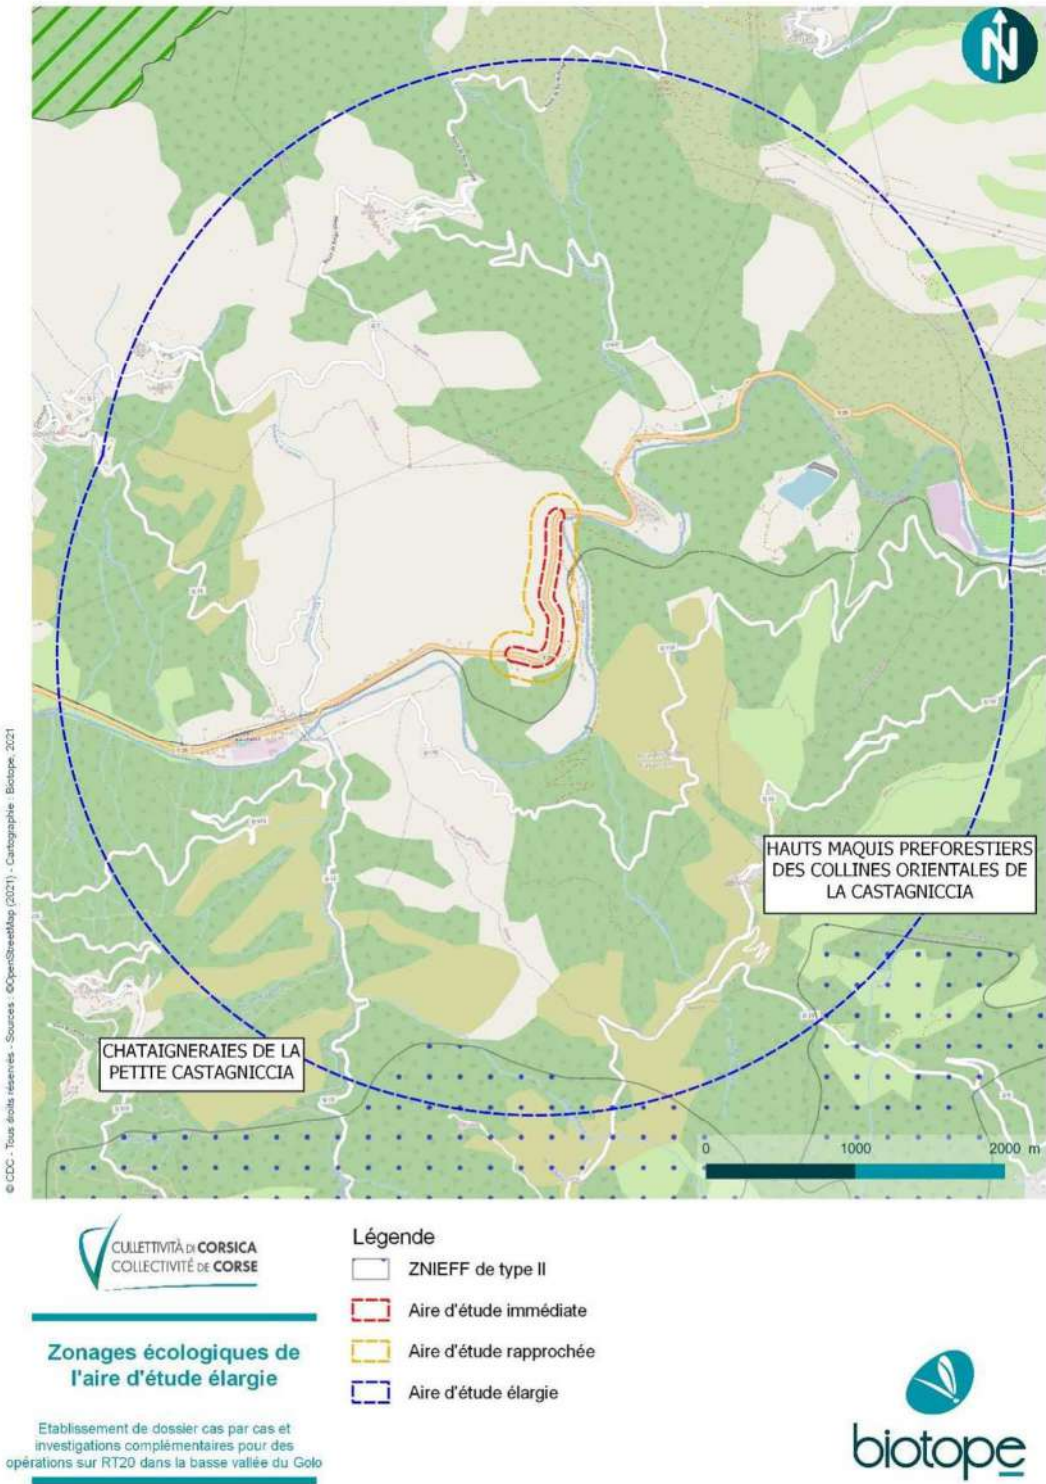 N
HAUTS MAQUIS PREFORESTIERS
DES COLLINES ORIENTALES DE
LA CASTAGNICCIA
CHATAIGNERAIES DE LA
PETITE CASTAGNICCIA
0 1000 2000 m
© CDC - Tous droits réservés - Sources : ©OpenStreetMap (2021) - Cartographie : Biotope, 2021
CULLETTIVITÀ DI CORSICA
COLLECTIVITÉ DE CORSE
Zonages écologiques de
l'aire d'étude élargie
Etablissement de dossier cas par cas et
investigations complémentaires pour des
opérations sur RT20 dans la basse vallée du Golo
Légende
ZNIEFF de type II
Aire d'étude immédiate
Aire d'étude rapprochée
Aire d'étude élargie
biotope